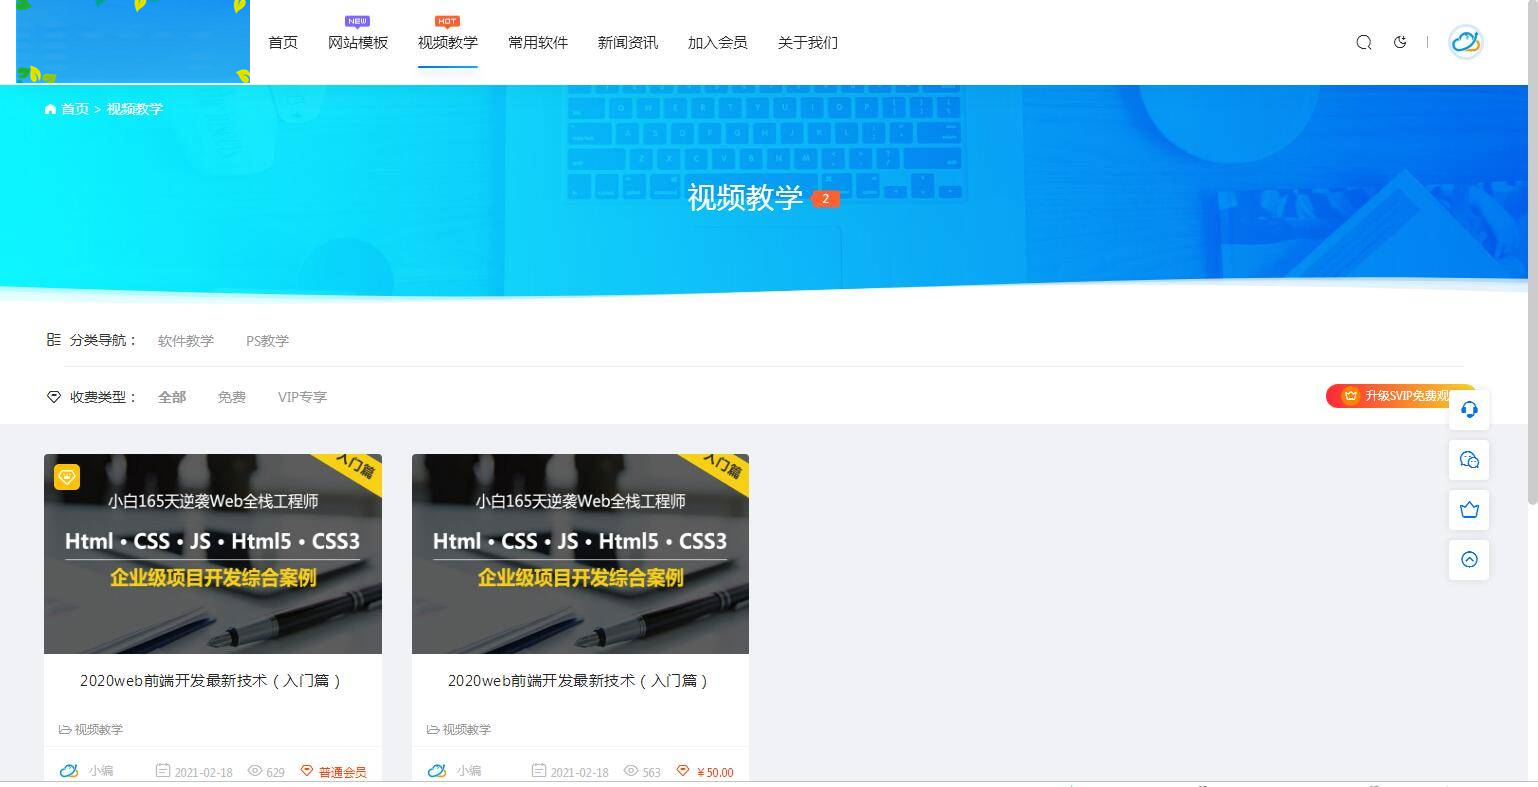 首页
NEW
网站模板
HOT
视频教学
常用软件
新闻资讯
加入会员
关于我们
首页 > 视频教学
视频教学 2
分类导航： 软件教学 PS教学
收费类型： 全部 免费 VIP专享
升级SVIP免费观
入门篇
小白165天逆袭Web全栈工程师
Html • CSS • JS • Html5 • CSS3
企业级项目开发综合案例
2020web前端开发最新技术（入门篇）
视频教学
小编 2021-02-18 629 普通会员
入门篇
小白165天逆袭Web全栈工程师
Html • CSS • JS • Html5 • CSS3
企业级项目开发综合案例
2020web前端开发最新技术（入门篇）
视频教学
小编 2021-02-18 563 ￥50.00